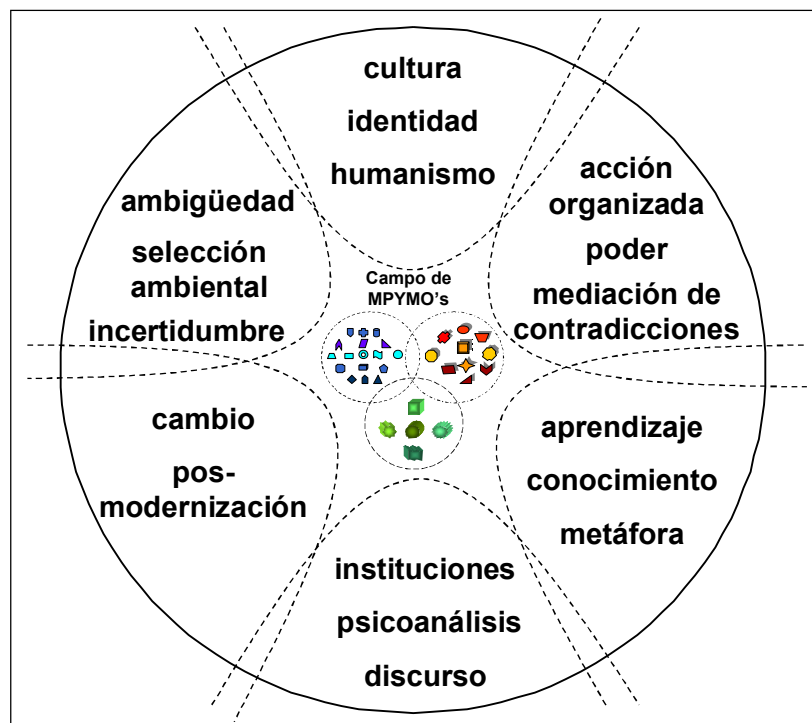 cultura
identidad
humanismo
ambigüedad
selección
ambiental
incertidumbre
acción
organizada
poder
mediación de
contradicciones
Campo de
MPYMO's
cambio
pos-
modernización
aprendizaje
conocimiento
metáfora
instituciones
psicoanálisis
discurso